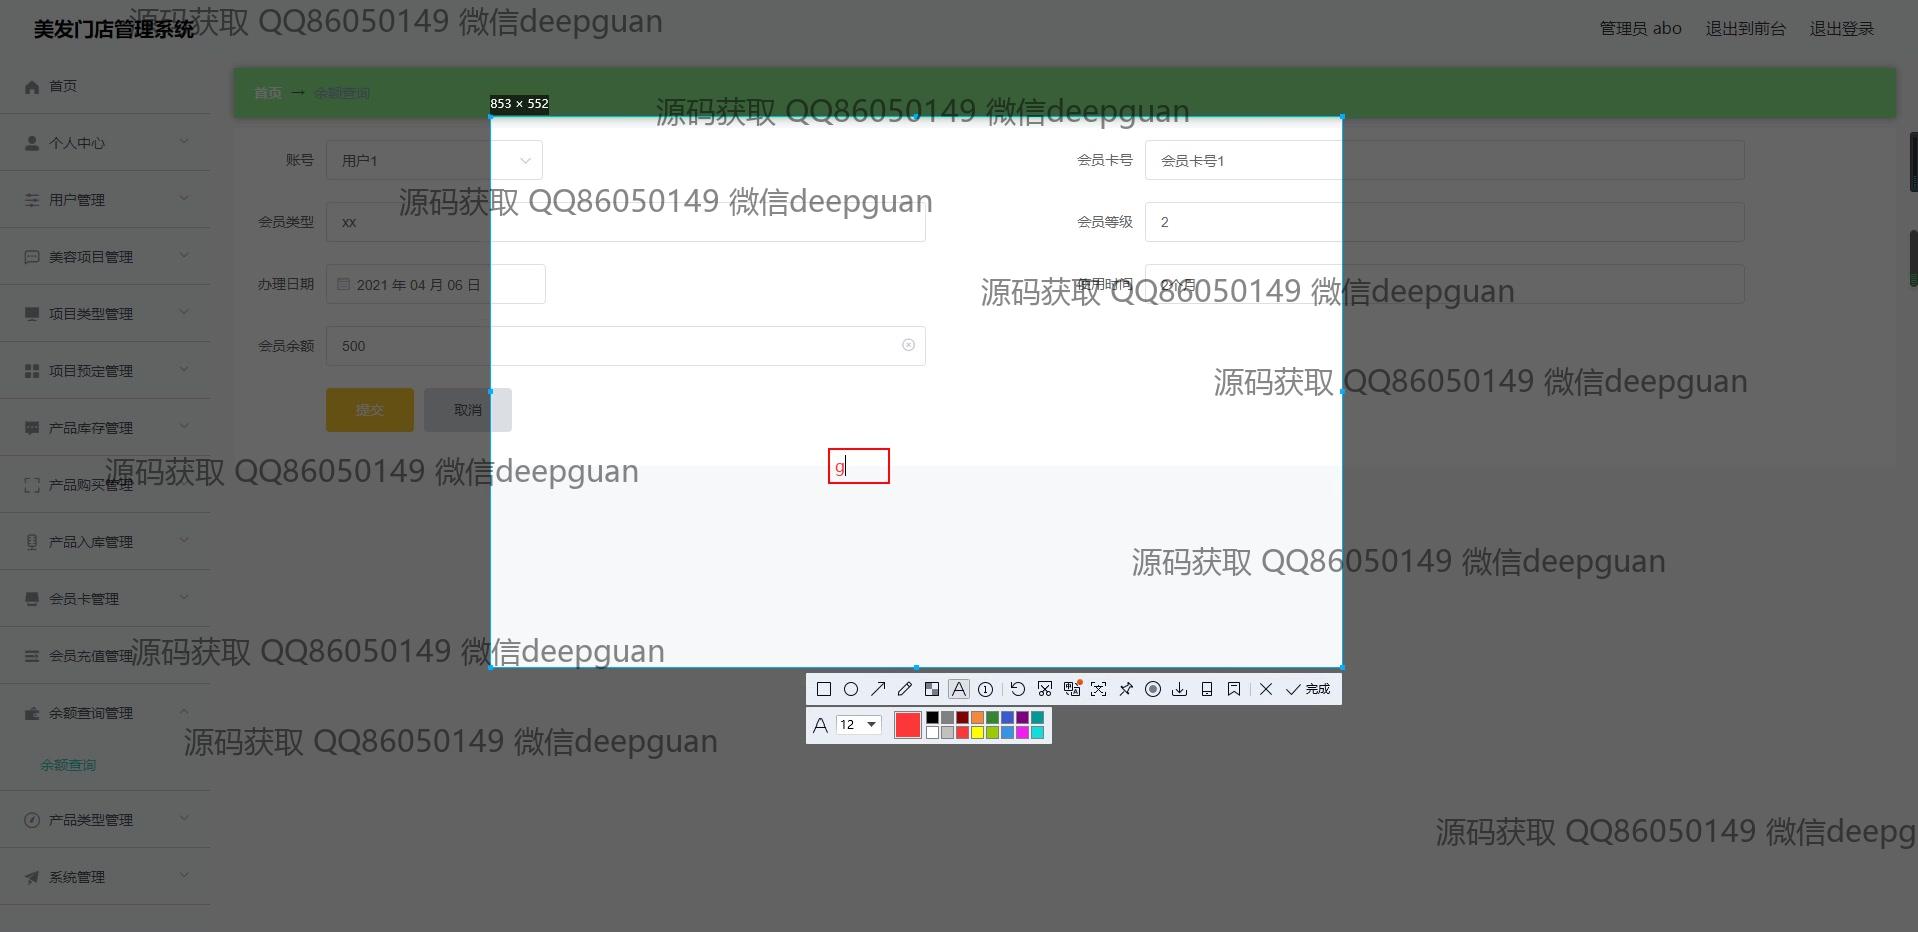 美发门店管理系统
源码获取 QQ86050149 微信deepguan
管理员 abo 退出到前台 退出登录
首页
首页 → 余额查询
853 × 552
源码获取 QQ86050149 微信deepguan
个人中心
账号 用户1 会员卡号 会员卡号1
用户管理
源码获取 QQ86050149 微信deepguan
会员类型 xx 会员等级 2
美容项目管理
办理日期 2021 年 04 月 06 日 使用时间 2个月
源码获取 QQ86050149 微信deepguan
项目类型管理
会员余额 500
项目预定管理
源码获取 QQ86050149 微信deepguan
提交 取消
产品库存管理
g
源码获取 QQ86050149 微信deepguan
产品购买管理
产品入库管理
源码获取 QQ86050149 微信deepguan
会员卡管理
会员充值管理
源码获取 QQ86050149 微信deepguan
完成
余额查询管理
A 12
源码获取 QQ86050149 微信deepguan
余额查询
产品类型管理
源码获取 QQ86050149 微信deepg
系统管理